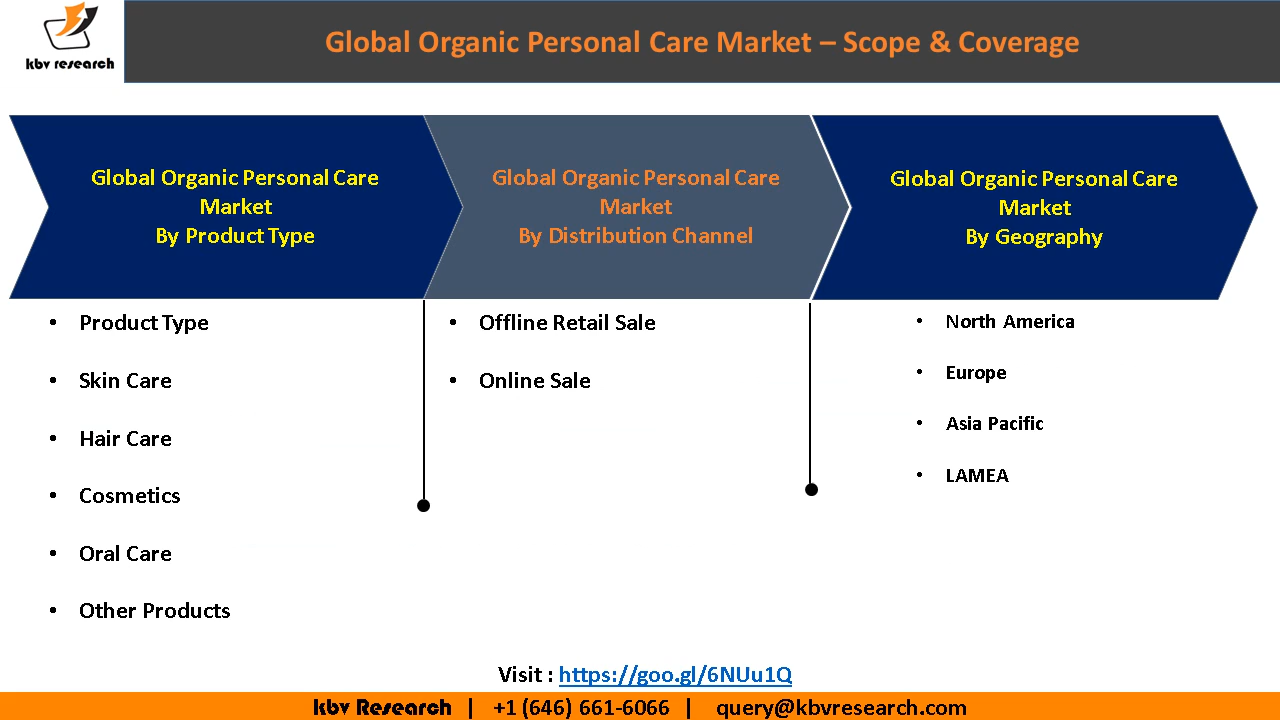 kbv research
Global Organic Personal Care Market – Scope & Coverage
Global Organic Personal Care
Market
By Product Type
Global Organic Personal Care
Market
By Distribution Channel
Global Organic Personal Care
Market
By Geography
• Product Type
• Skin Care
• Hair Care
• Cosmetics
• Oral Care
• Other Products
• Offline Retail Sale
• Online Sale
• North America
• Europe
• Asia Pacific
• LAMEA
Visit : https://goo.gl/6NUu1Q
kbv Research | +1 (646) 661-6066 | query@kbvresearch.com